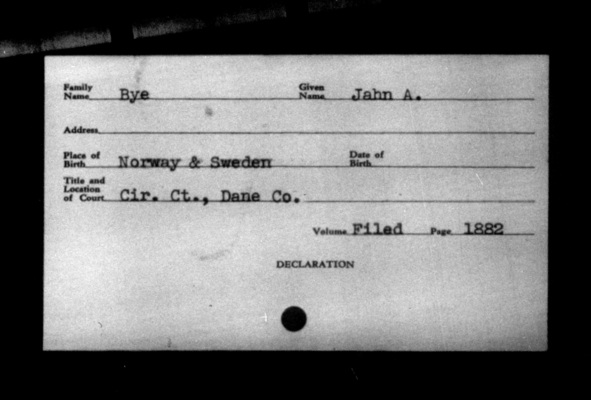 Family Name Bye Given Name Jahn A.
Address
Place of Birth Norway & Sweden Date of Birth
Title and Location of Court Cir. Ct., Dane Co.
Volume Filed Page 1882
DECLARATION